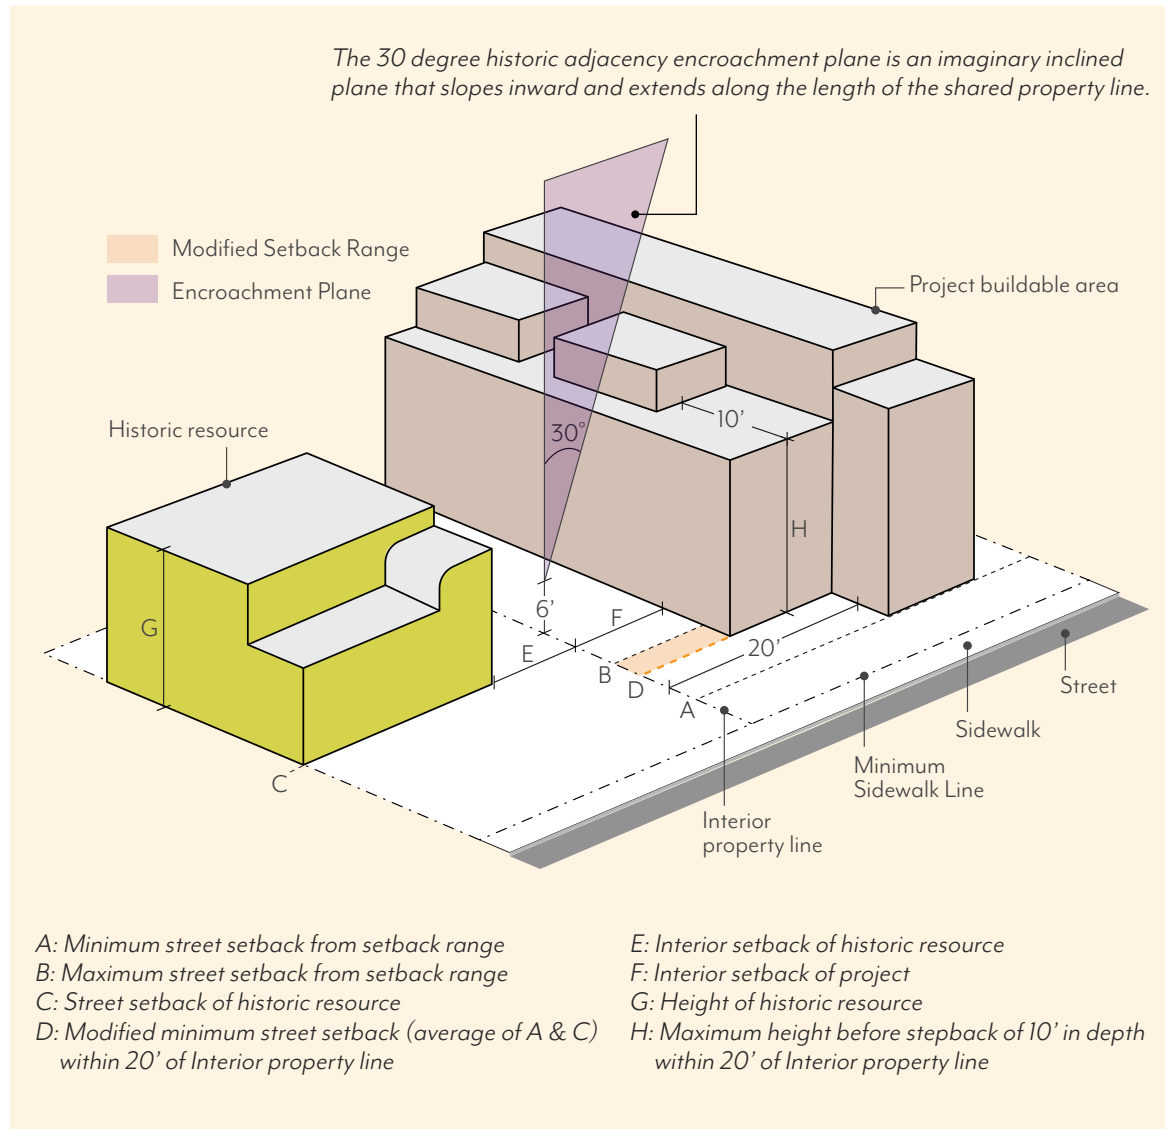 The 30 degree historic adjacency encroachment plane is an imaginary inclined
plane that slopes inward and extends along the length of the shared property line.
Modified Setback Range
Encroachment Plane
Project buildable area
Historic resource
10’
30°
H
G
6’
F
E
20’
B
D
A
C
Street
Sidewalk
Minimum
Sidewalk Line
Interior
property line
A: Minimum street setback from setback range
B: Maximum street setback from setback range
C: Street setback of historic resource
D: Modified minimum street setback (average of A & C)
within 20’ of Interior property line
E: Interior setback of historic resource
F: Interior setback of project
G: Height of historic resource
H: Maximum height before stepback of 10’ in depth
within 20’ of Interior property line